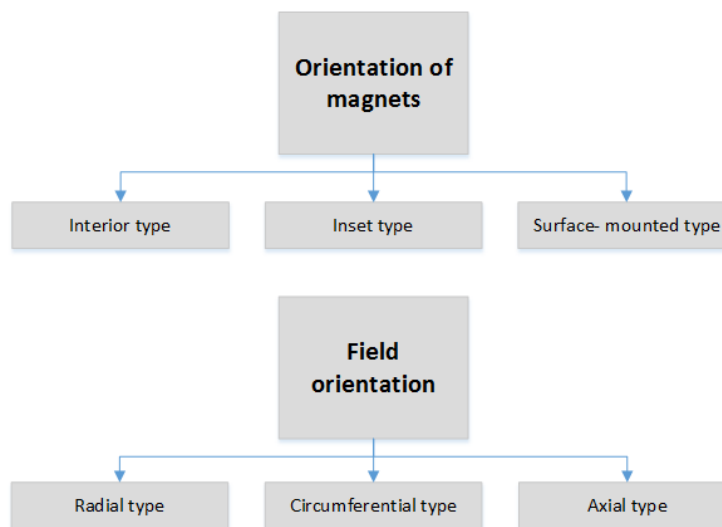 Orientation of
magnets
Interior type
Inset type
Surface- mounted type
Field
orientation
Radial type
Circumferential type
Axial type